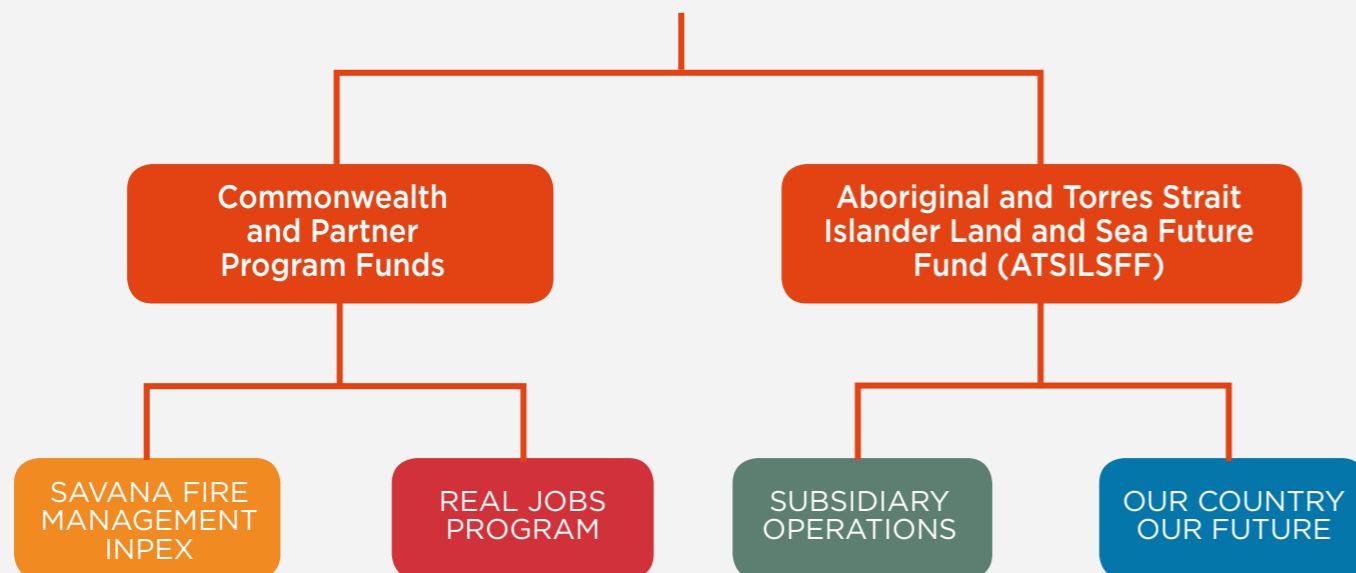 Commonwealth
and Partner
Program Funds
Aboriginal and Torres Strait
Islander Land and Sea Future
Fund (ATSILSFF)
SAVANA FIRE
MANAGEMENT
INPEX
REAL JOBS
PROGRAM
SUBSIDIARY
OPERATIONS
OUR COUNTRY
OUR FUTURE